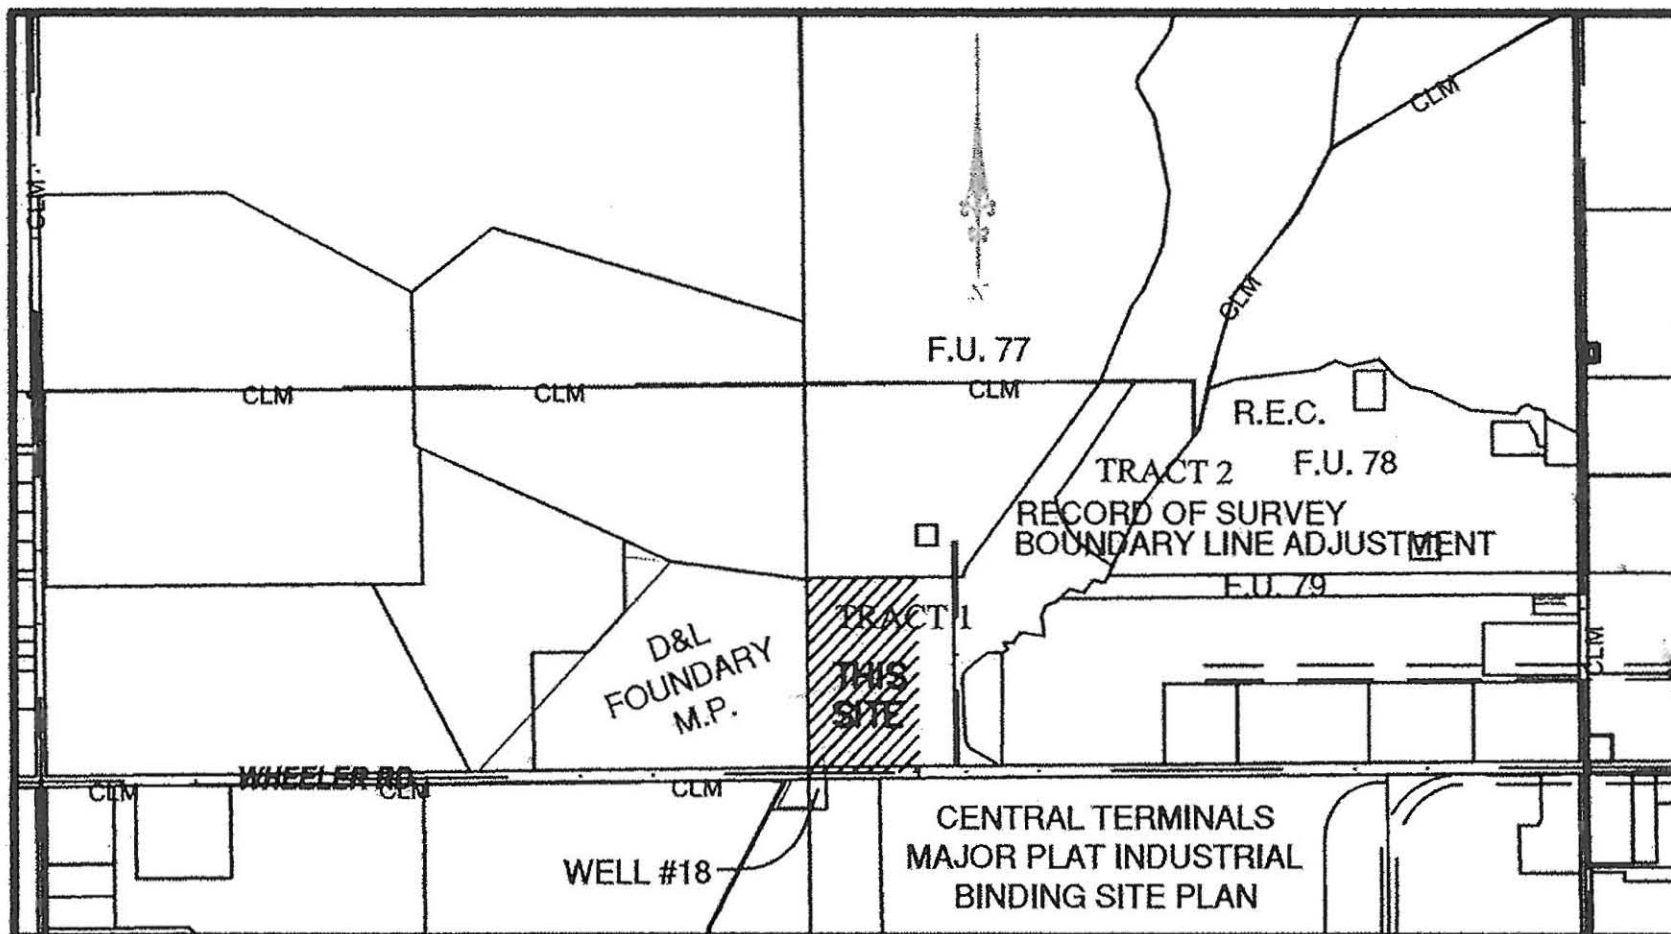 CLM
CLM
N
CLM
F.U. 77
CLM
CLM
CLM
R.E.C.
TRACT 2
F.U. 78
RECORD OF SURVEY
BOUNDARY LINE ADJUSTMENT
F.U. 79
TRACT 1
D&L
FOUNDARY
M.P.
THIS
SITE
CLM
WHEELER RD.
CLM
CLM
CLM
WELL #18
CENTRAL TERMINALS
MAJOR PLAT INDUSTRIAL
BINDING SITE PLAN